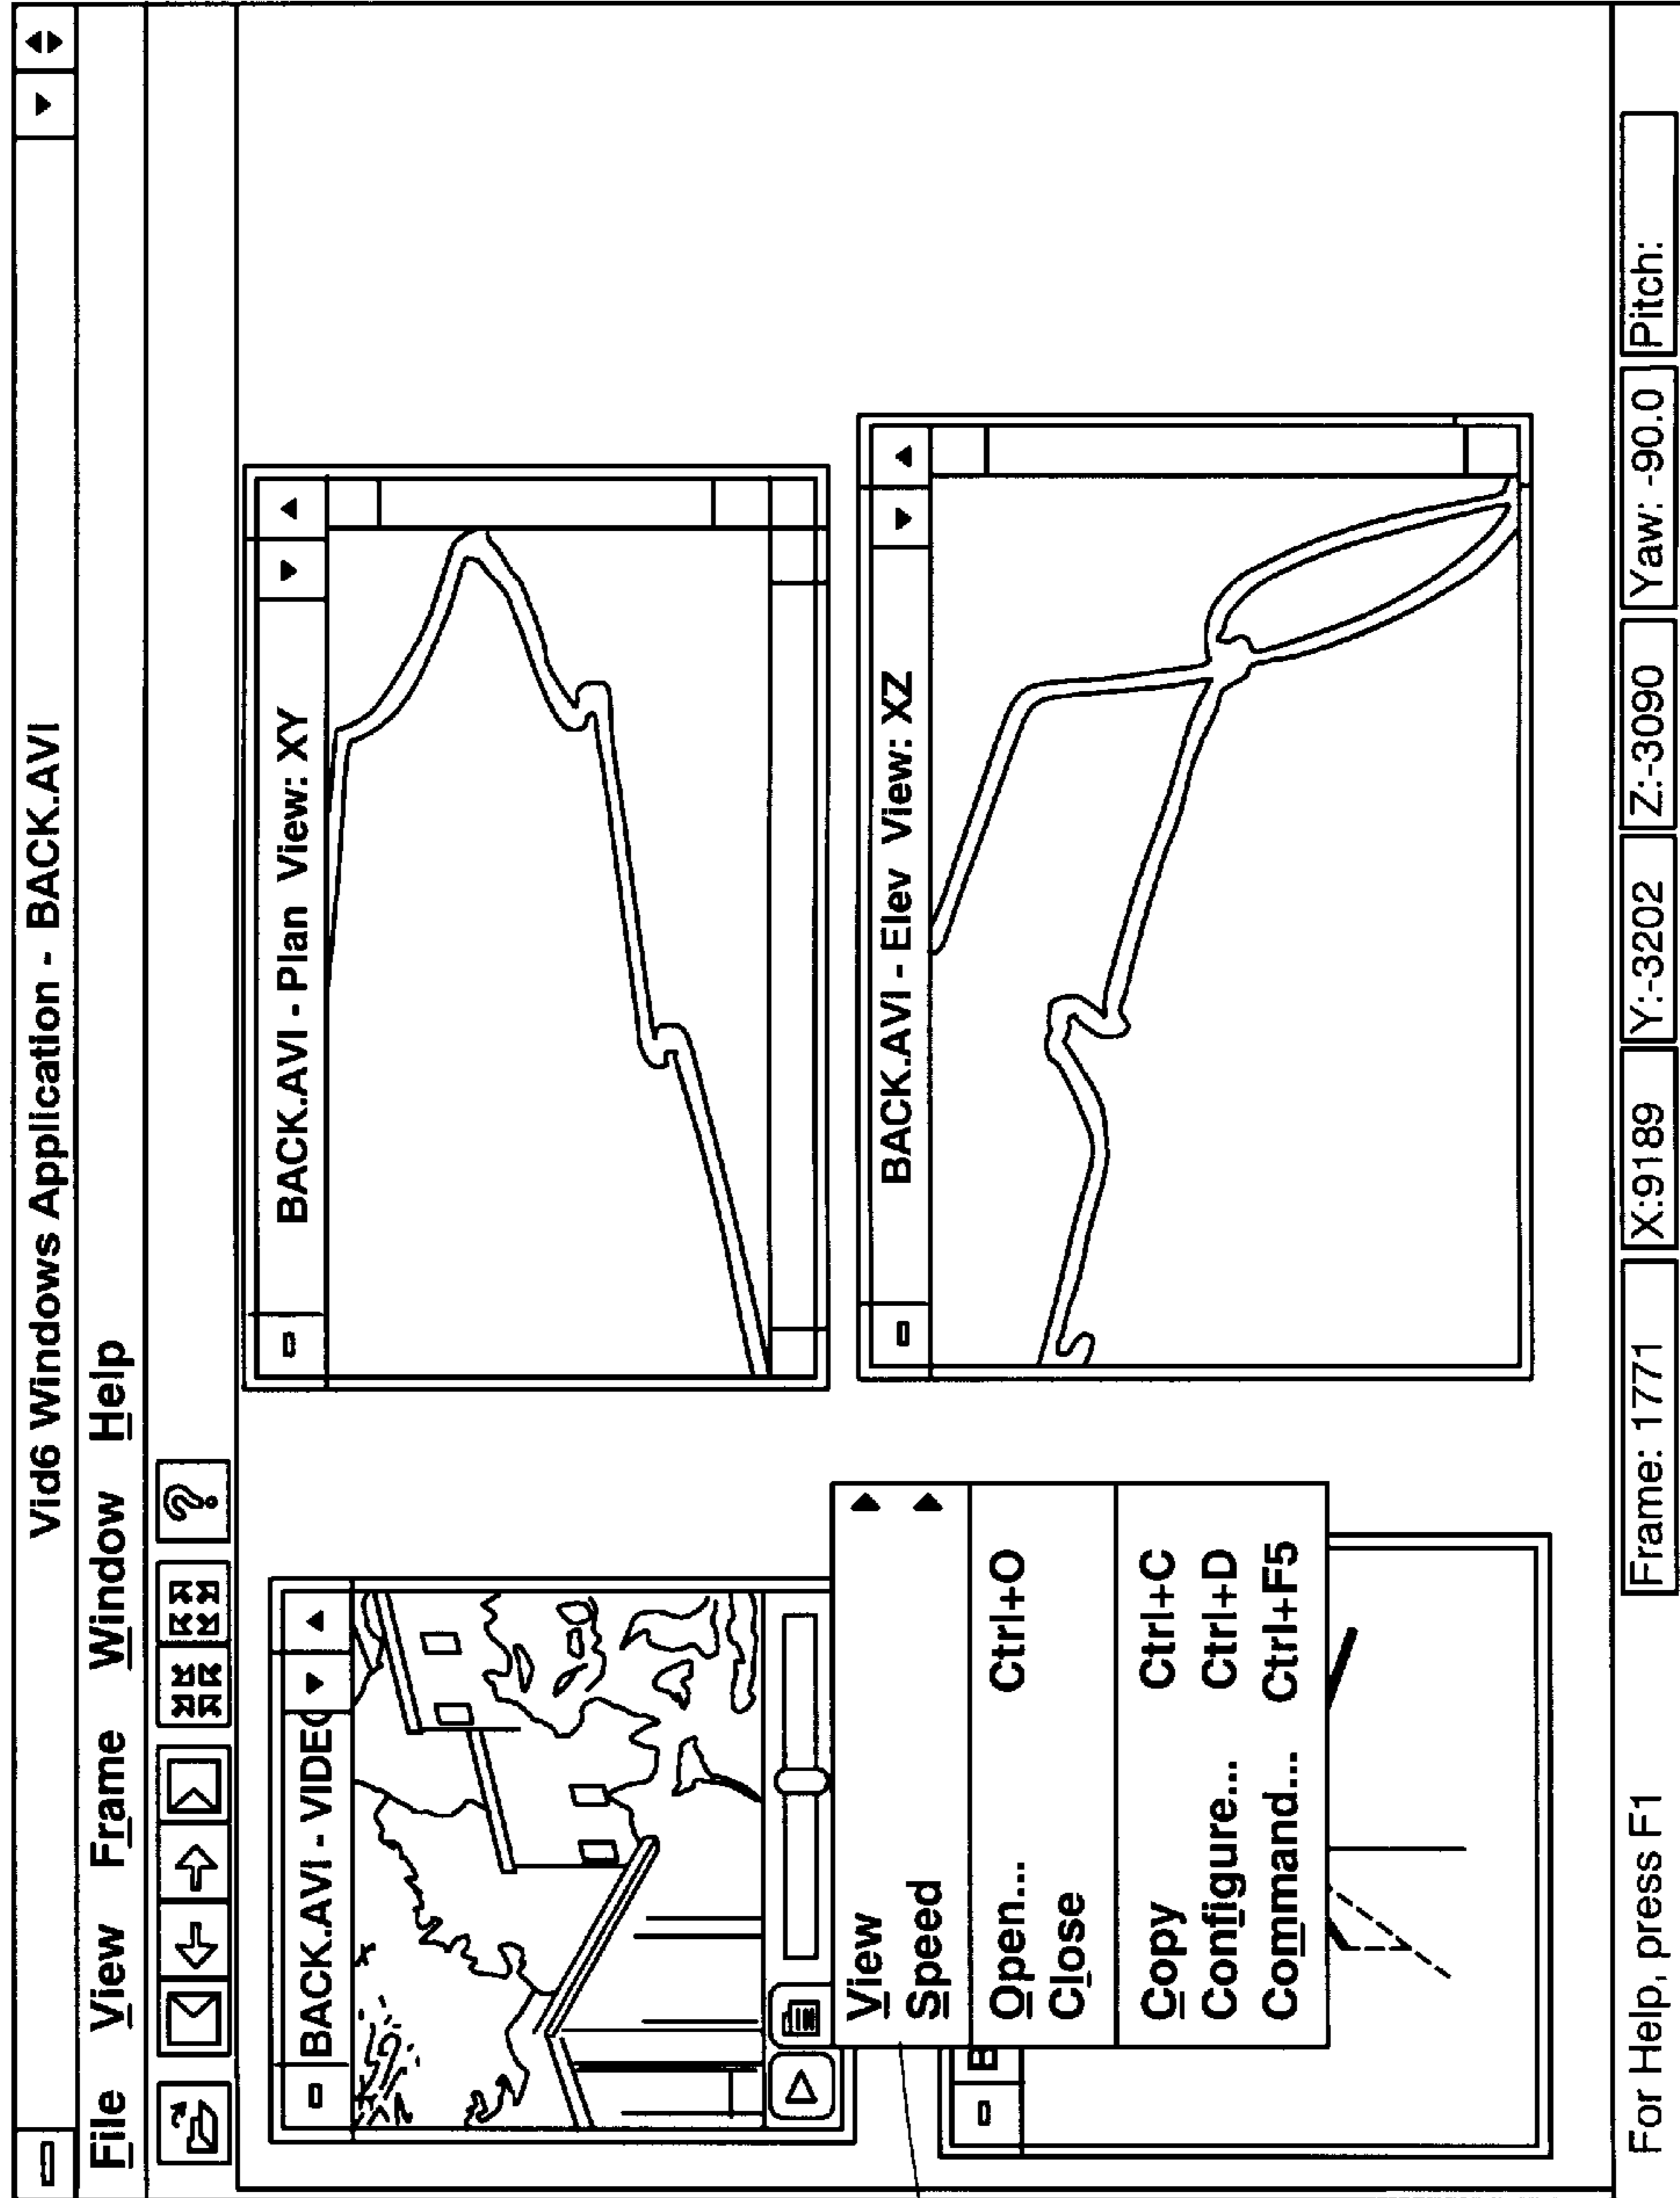 Vid6 Windows Application - BACK.AVI
File View Frame Window Help
?
BACK.AVI - VIDEO
BACK.AVI - Plan View: XY
View
Speed
Open... Ctrl+O
Close
Copy Ctrl+C
Configure... Ctrl+D
Command... Ctrl+F5
B
BACK.AVI - Elev View: XZ
For Help, press F1
Frame: 1771 X:9189 Y:-3202 Z:-3090 Yaw: -90.0 Pitch: